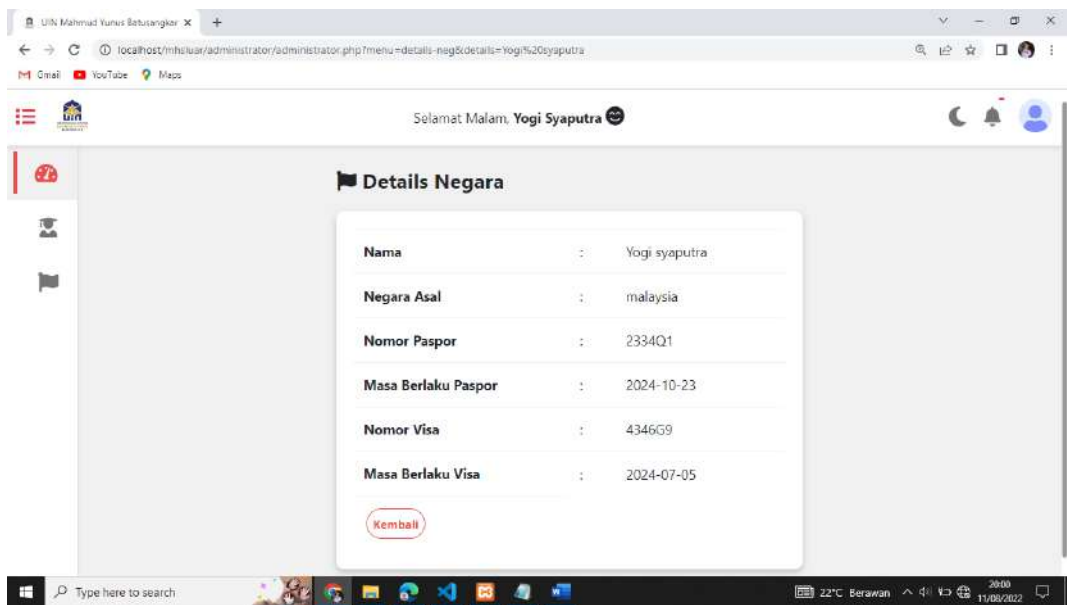 UIN Mahmud Yunus Batusangkar
localhost/mhsluar/administrator/administrator.php?menu=details-neg&details=Yogi%20syaputra
Gmail YouTube Maps
UIN
Selamat Malam, Yogi Syaputra
Details Negara
Nama : Yogi syaputra
Negara Asal : malaysia
Nomor Paspor : 2334Q1
Masa Berlaku Paspor : 2024-10-23
Nomor Visa : 4346G9
Masa Berlaku Visa : 2024-07-05
Kembali
Type here to search
22°C Berawan
20:00
11/08/2022